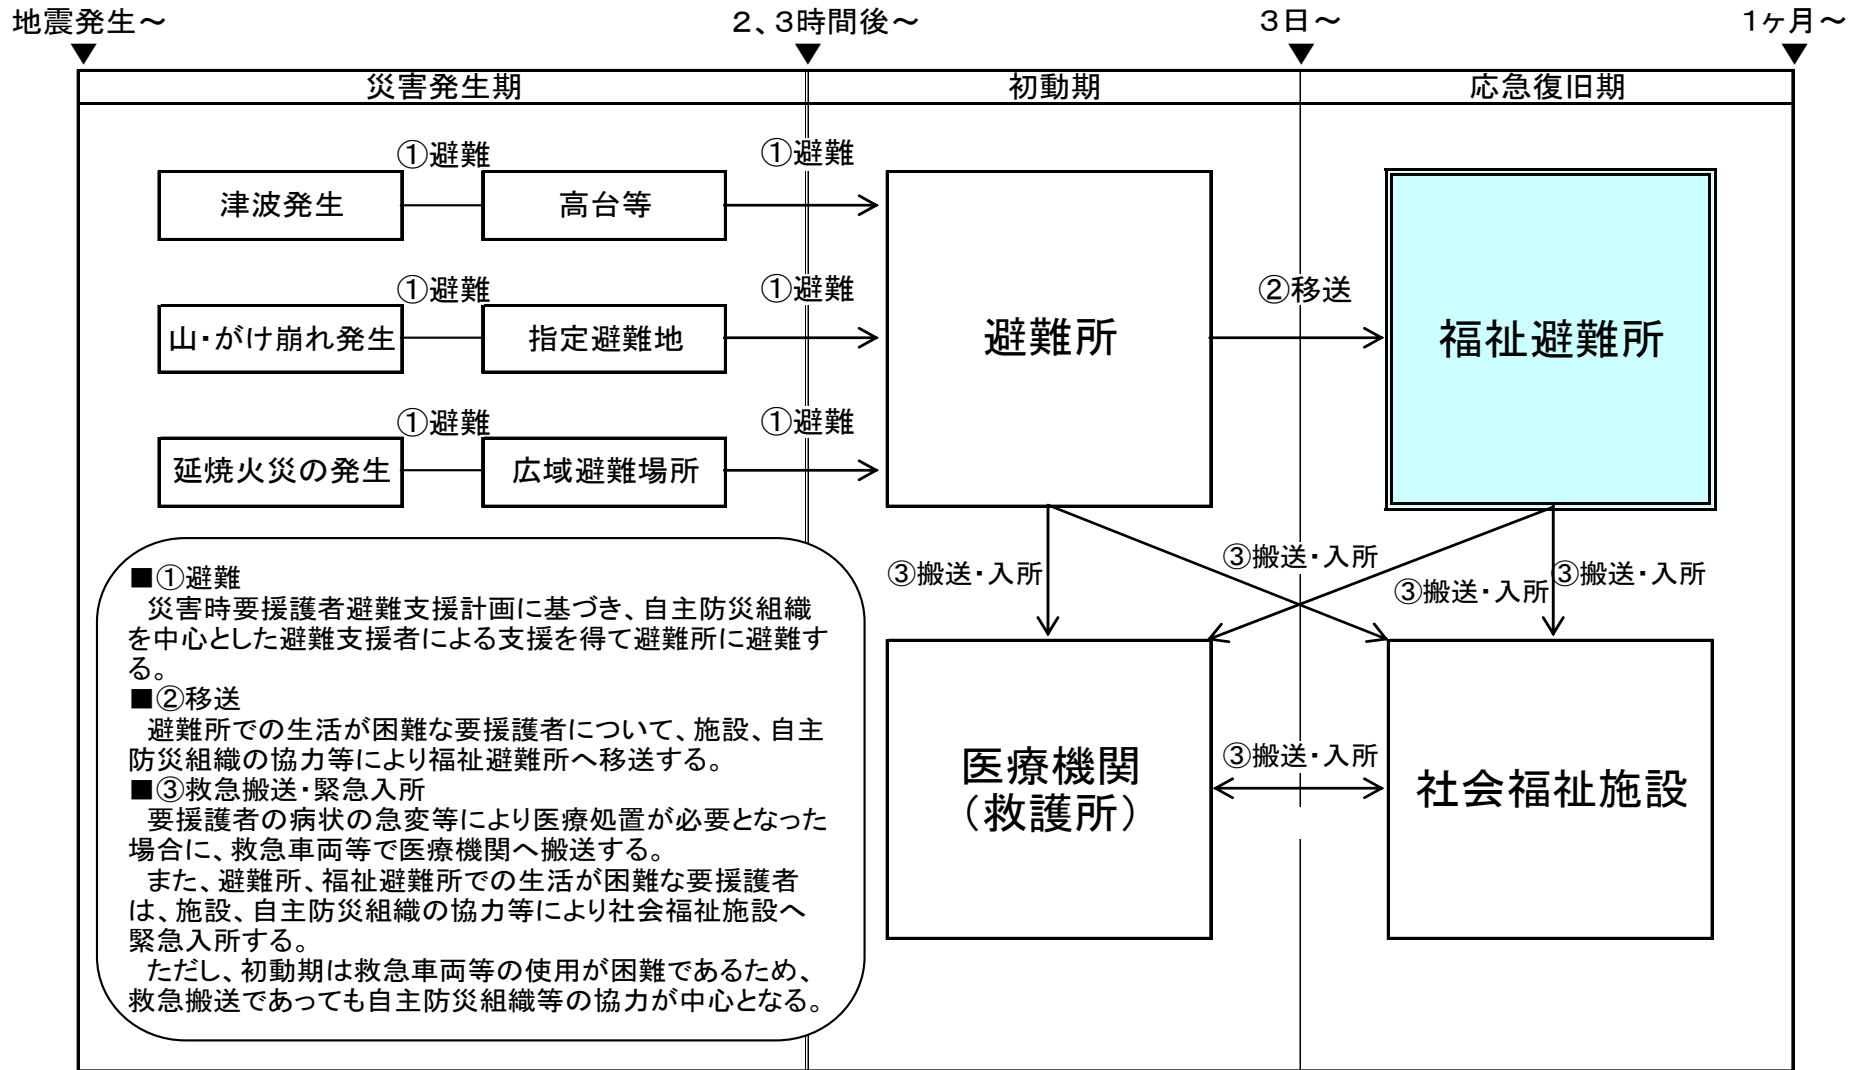 地震発生～
２、３時間後～
３日～
１ヶ月～
災害発生期
初動期
応急復旧期
①避難
①避難
津波発生
高台等
①避難
①避難
②移送
山・がけ崩れ発生
指定避難地
避難所
福祉避難所
①避難
①避難
延焼火災の発生
広域避難場所
③搬送・入所
③搬送・入所
③搬送・入所
③搬送・入所
■①避難
災害時要援護者避難支援計画に基づき、自主防災組織
を中心とした避難支援者による支援を得て避難所に避難す
る。
■②移送
避難所での生活が困難な要援護者について、施設、自主
防災組織の協力等により福祉避難所へ移送する。
■③救急搬送・緊急入所
要援護者の病状の急変等により医療処置が必要となった
場合に、救急車両等で医療機関へ搬送する。
また、避難所、福祉避難所での生活が困難な要援護者
は、施設、自主防災組織の協力等により社会福祉施設へ
緊急入所する。
ただし、初動期は救急車両等の使用が困難であるため、
救急搬送であっても自主防災組織等の協力が中心となる。
医療機関
（救護所）
③搬送・入所
社会福祉施設